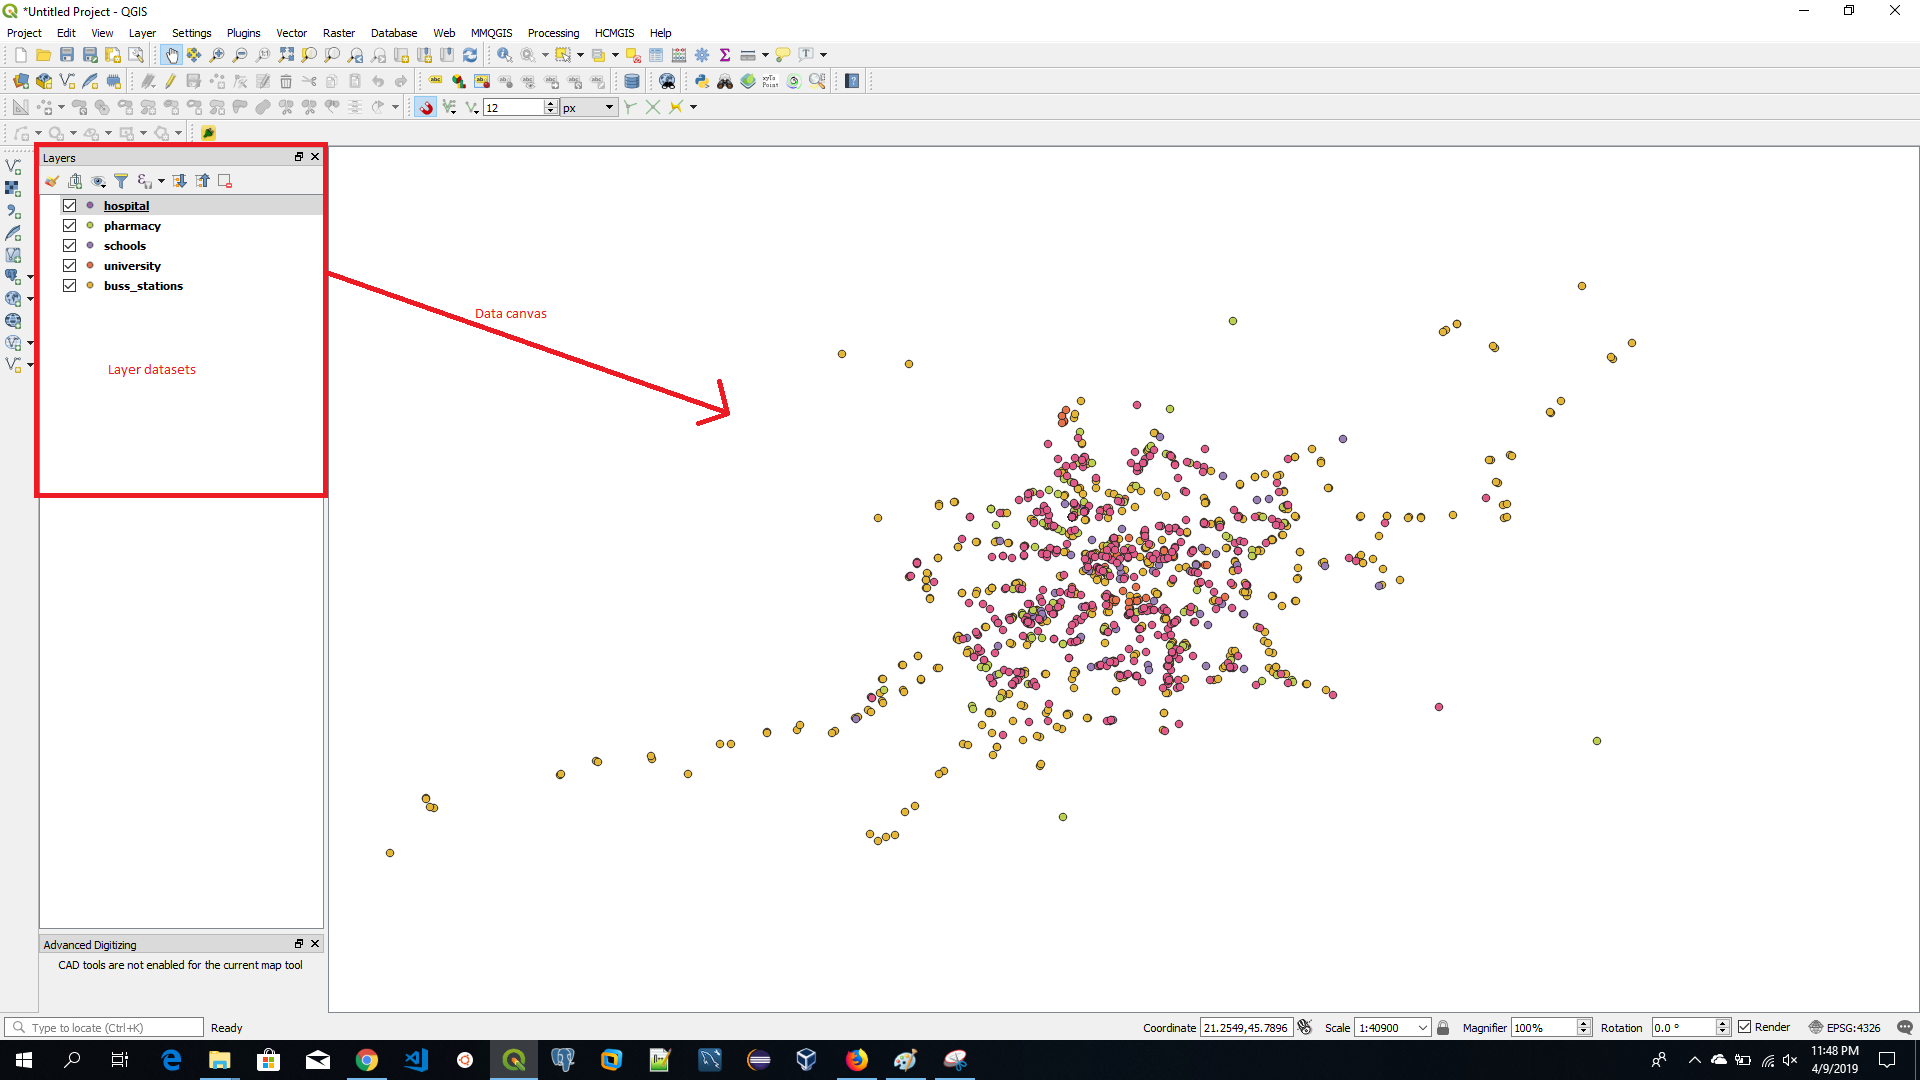 *Untitled Project - QGIS
Project Edit View Layer Settings Plugins Vector Raster Database Web MMQGIS Processing HCMGIS Help
12 px
Layers
hospital
pharmacy
schools
university
buss_stations
Data canvas
Layer datasets
Advanced Digitizing
CAD tools are not enabled for the current map tool
Type to locate (Ctrl+K) Ready Coordinate 21.2549,45.7896 Scale 1:40900 Magnifier 100% Rotation 0.0 ° Render EPSG:4326
11:48 PM
4/9/2019